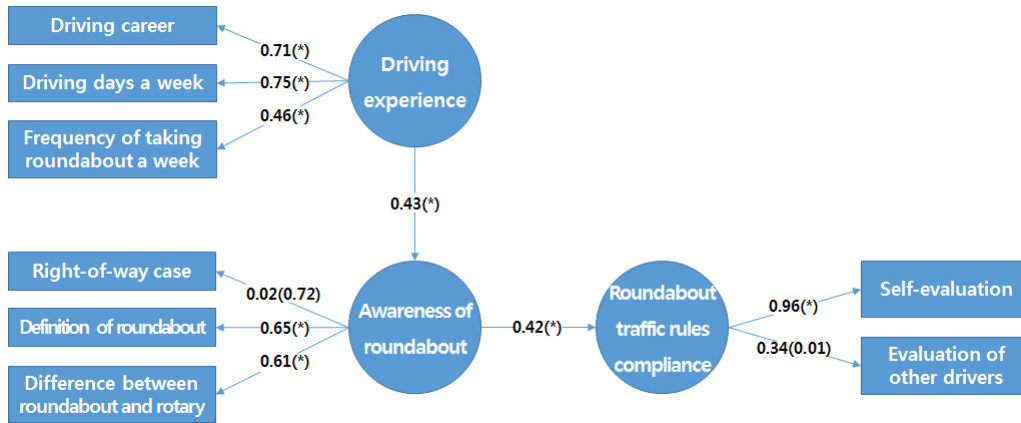 Driving career
0.71(*)
Driving days a week
0.75(*)
Frequency of taking
roundabout a week
0.46(*)
Driving
experience
0.43(*)
Right-of-way case
0.02(0.72)
Definition of roundabout
0.65(*)
Difference between
roundabout and rotary
0.61(*)
Awareness of
roundabout
0.42(*)
Roundabout
traffic rules
compliance
0.96(*)
Self-evaluation
0.34(0.01)
Evaluation of
other drivers